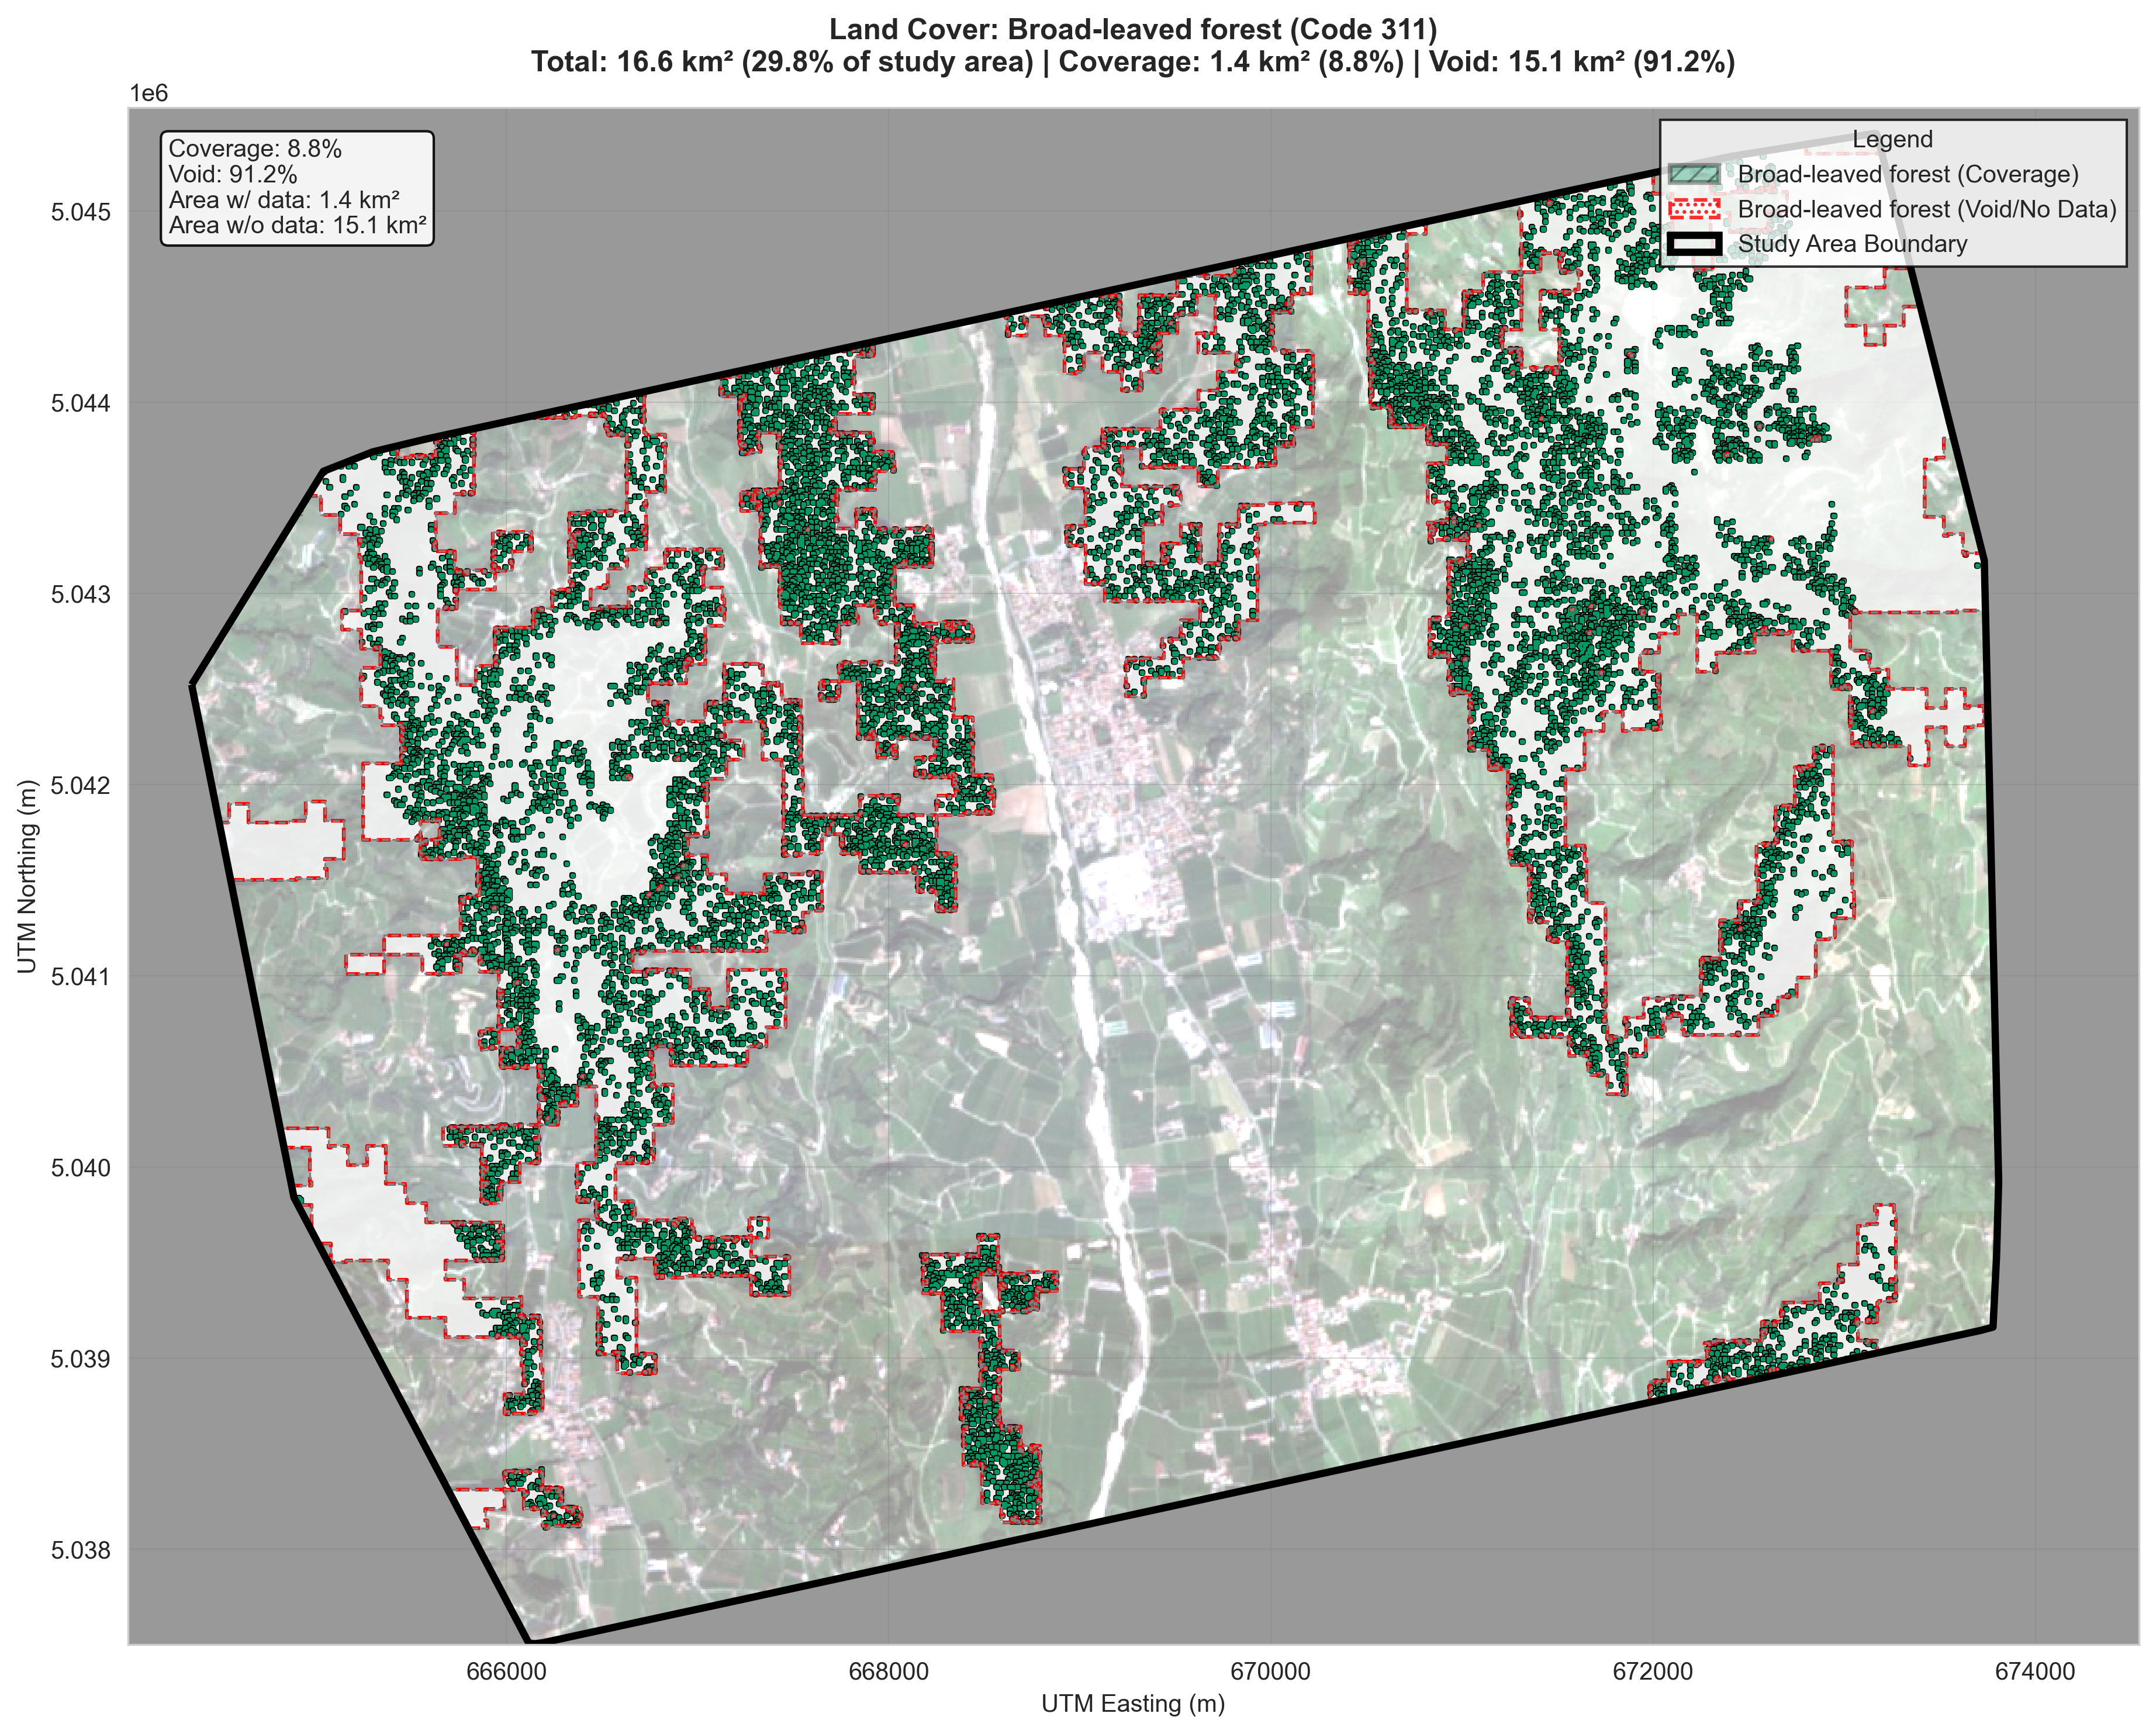 Land Cover: Broad-leaved forest (Code 311)
Total: 16.6 km² (29.8% of study area) | Coverage: 1.4 km² (8.8%) | Void: 15.1 km² (91.2%)
1e6
Coverage: 8.8%
Void: 91.2%
Area w/ data: 1.4 km²
Area w/o data: 15.1 km²
Legend
Broad-leaved forest (Coverage)
Broad-leaved forest (Void/No Data)
Study Area Boundary
5.045
5.044
5.043
5.042
5.041
5.040
5.039
5.038
UTM Northing (m)
666000 668000 670000 672000 674000
UTM Easting (m)